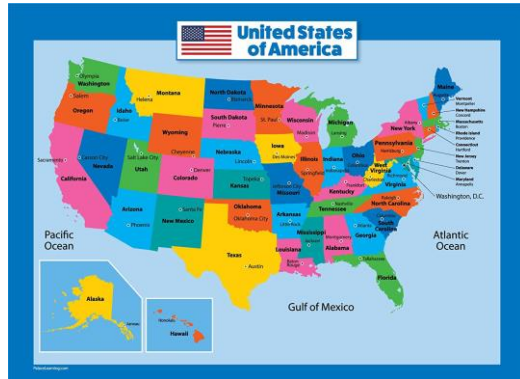 United States
of America
Olympia
Washington
Salem
Oregon
Idaho
Boise
Montana
Helena
North Dakota
Bismarck
South Dakota
Pierre
Minnesota
St. Paul
Wisconsin
Madison
Michigan
Lansing
Maine
Vermont
Montpelier
New Hampshire
Concord
Massachusetts
Boston
Rhode Island
Providence
Connecticut
Hartford
New Jersey
Trenton
Delaware
Dover
Maryland
Annapolis
Washington, D.C.
New York
Albany
Pennsylvania
Harrisburg
Wyoming
Cheyenne
Nebraska
Lincoln
Iowa
Des Moines
Illinois
Springfield
Indiana
Ohio
West
Virginia
Charleston
Virginia
Richmond
Sacramento
California
Carson City
Nevada
Salt Lake City
Utah
Denver
Colorado
Topeka
Kansas
Missouri
Kentucky
Frankfort
Nashville
Tennessee
Raleigh
North Carolina
South
Carolina
Arizona
Phoenix
Santa Fe
New Mexico
Oklahoma
Oklahoma City
Arkansas
Little Rock
Mississippi
Jackson
Alabama
Montgomery
Georgia
Atlanta
Texas
Austin
Louisiana
Baton
Rouge
Tallahassee
Florida
Pacific
Ocean
Atlantic
Ocean
Gulf of Mexico
Alaska
Juneau
Honolulu
Hawaii